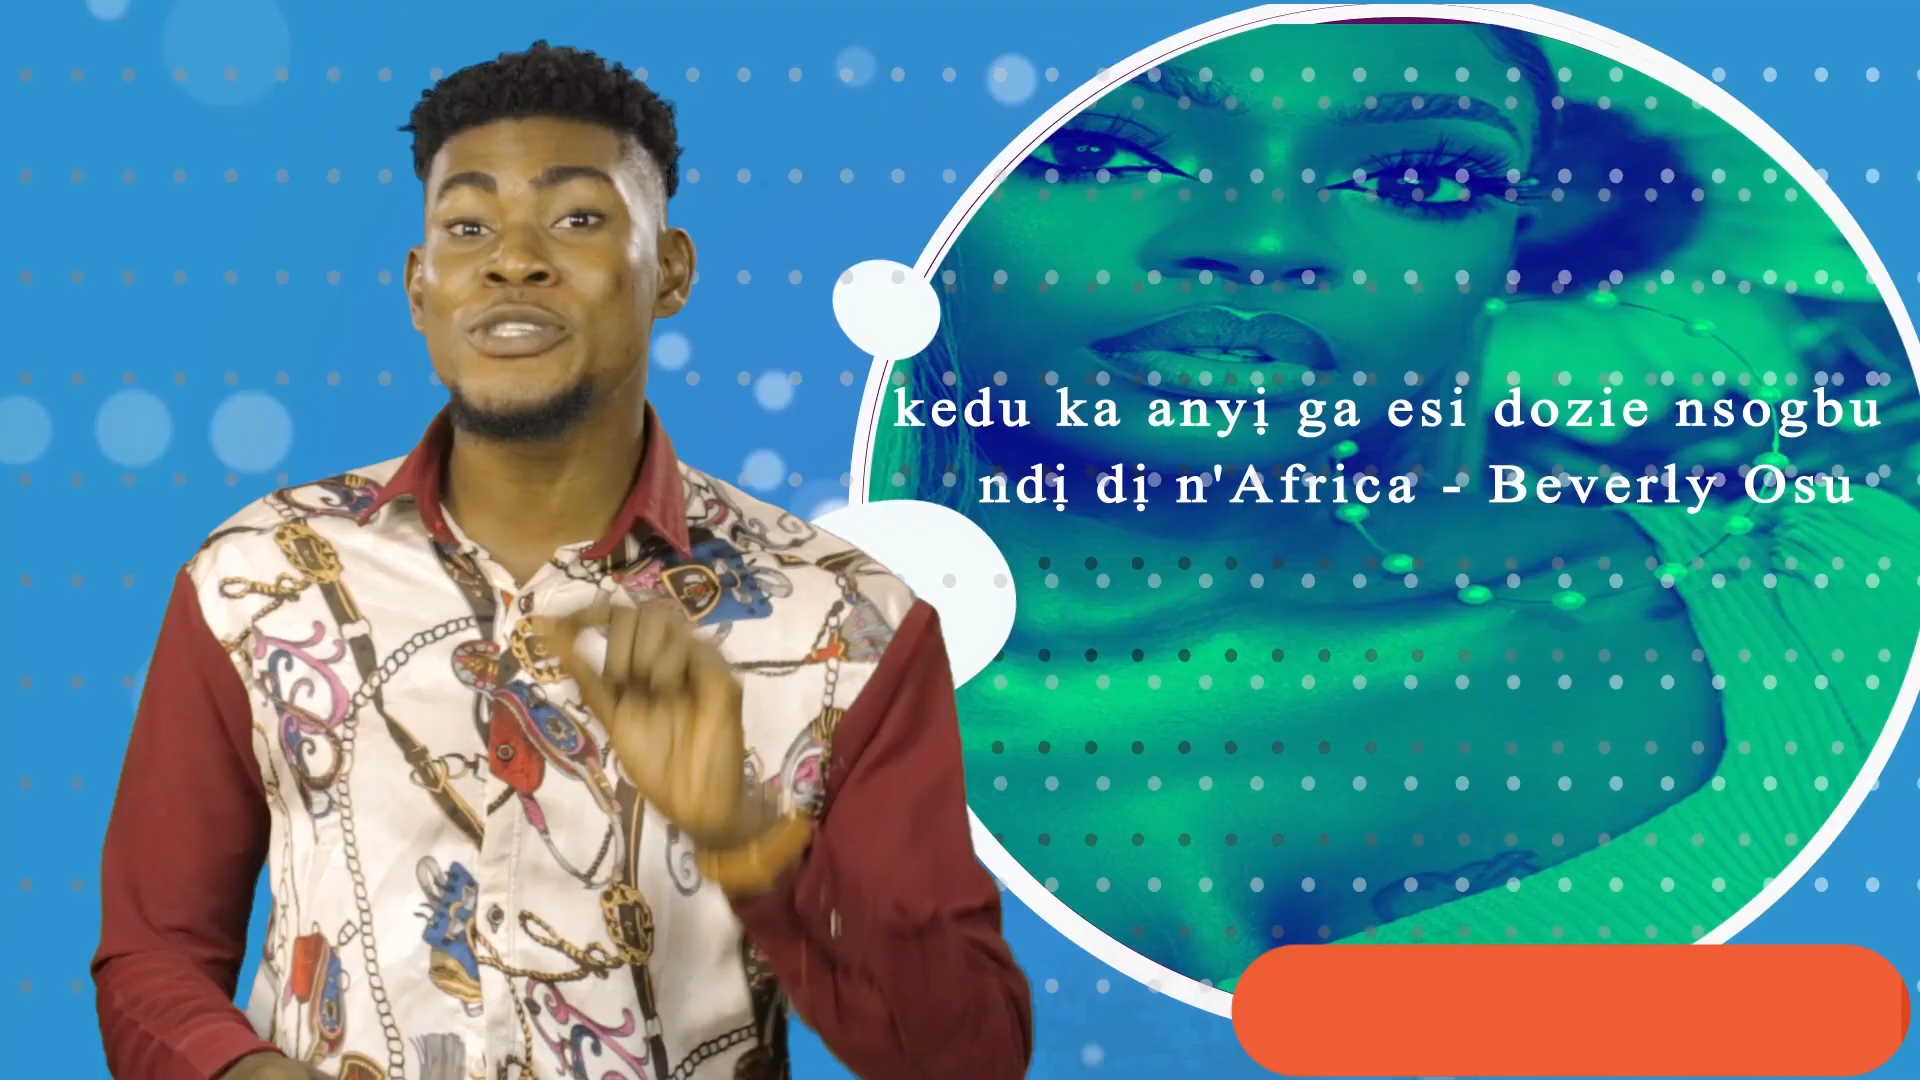 kedu ka anyị ga esi dozie nsogbu
ndị dị n'Africa - Beverly Osu